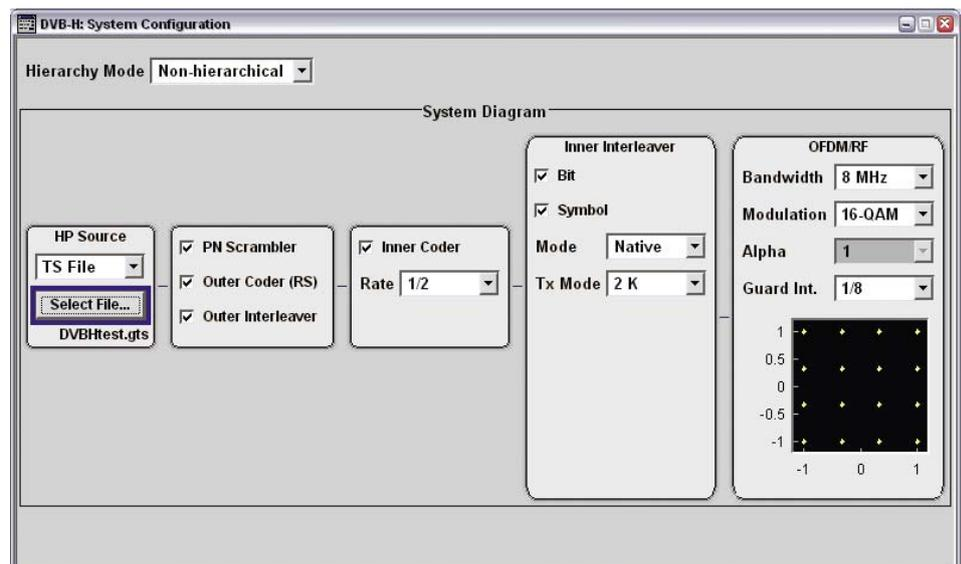 DVB-H: System Configuration
Hierarchy Mode Non-hierarchical
System Diagram
HP Source
TS File
Select File...
DVBHtest.gts
PN Scrambler
Outer Coder (RS)
Outer Interleaver
Inner Coder
Rate 1/2
Inner Interleaver
Bit
Symbol
Mode Native
Tx Mode 2 K
OFDM/RF
Bandwidth 8 MHz
Modulation 16-QAM
Alpha 1
Guard Int. 1/8
1
0.5
0
-0.5
-1
-1 0 1